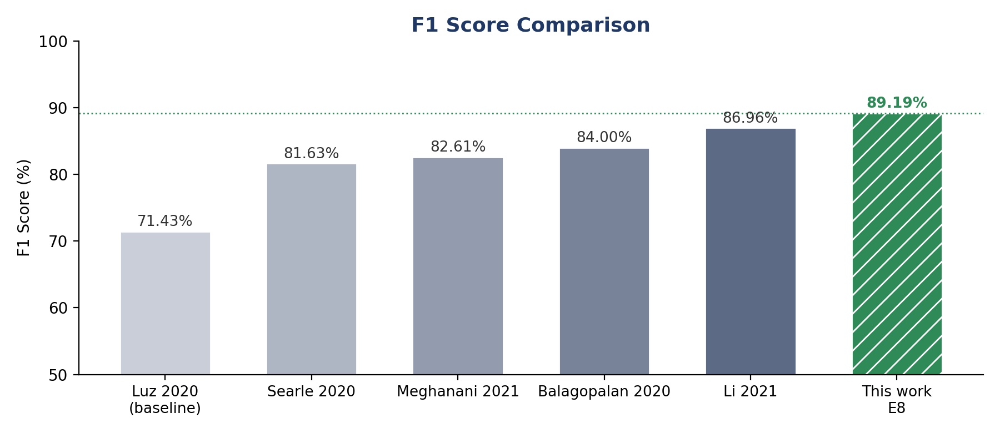 F1 Score Comparison
F1 Score (%)
100
90
80
70
60
50
71.43%
81.63%
82.61%
84.00%
86.96%
89.19%
Luz 2020
(baseline)
Searle 2020
Meghanani 2021
Balagopalan 2020
Li 2021
This work
E8